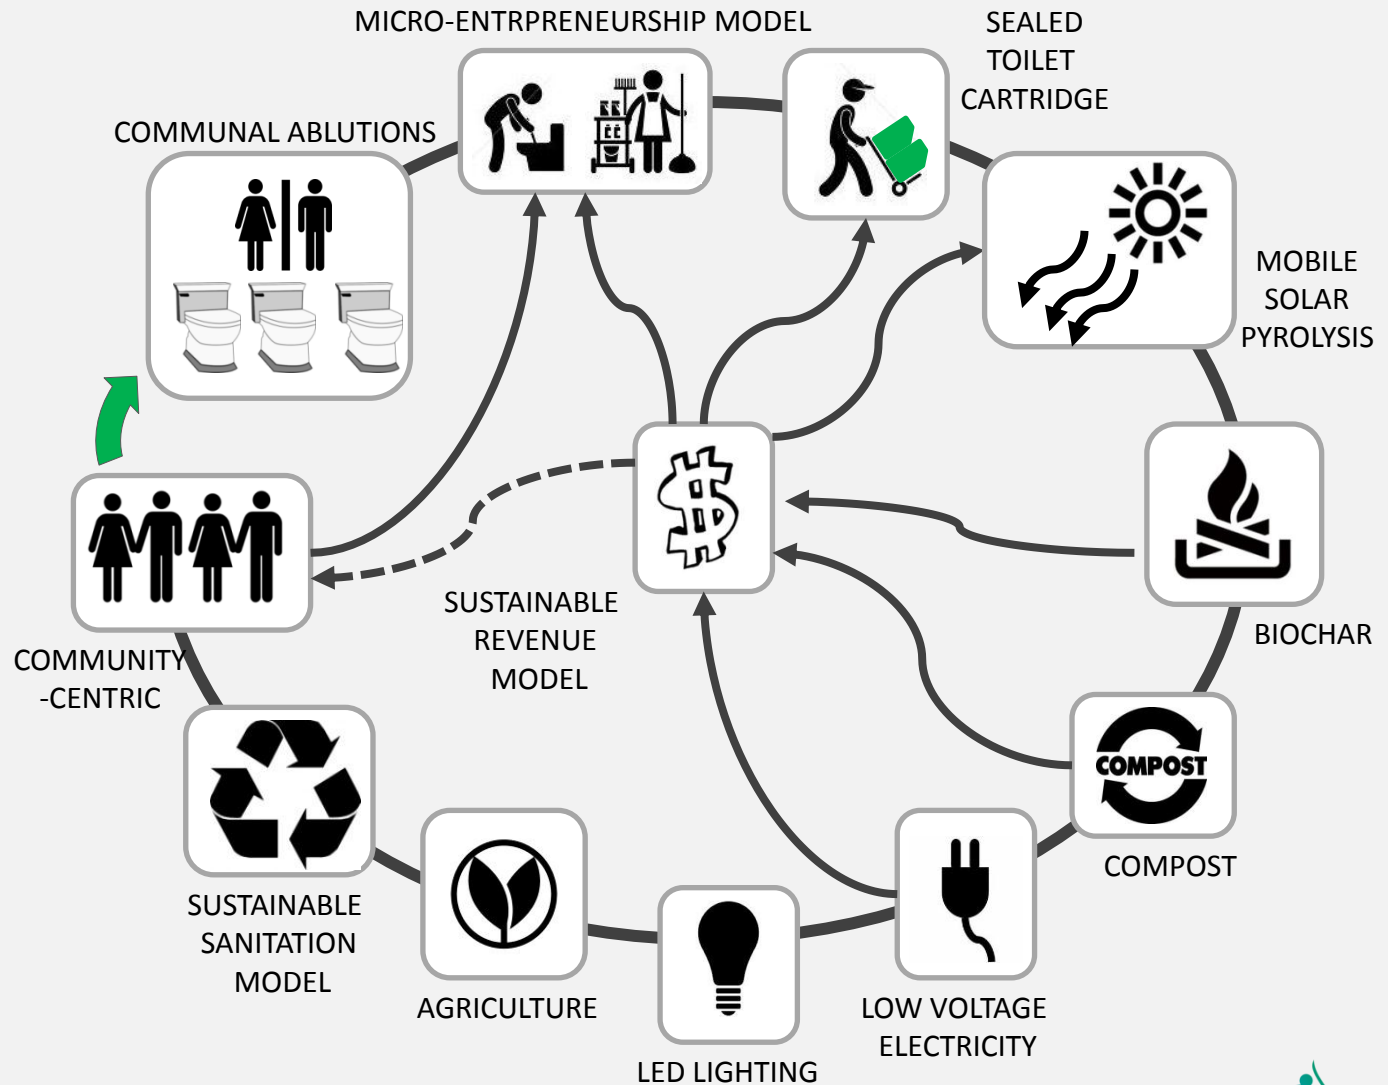 MICRO-ENTRPRENEURSHIP MODEL
SEALED
TOILET
CARTRIDGE
COMMUNAL ABLUTIONS
MOBILE
SOLAR
PYROLYSIS
SUSTAINABLE
REVENUE
MODEL
BIOCHAR
COMMUNITY
-CENTRIC
COMPOST
COMPOST
SUSTAINABLE
SANITATION
MODEL
AGRICULTURE
LOW VOLTAGE
ELECTRICITY
LED LIGHTING